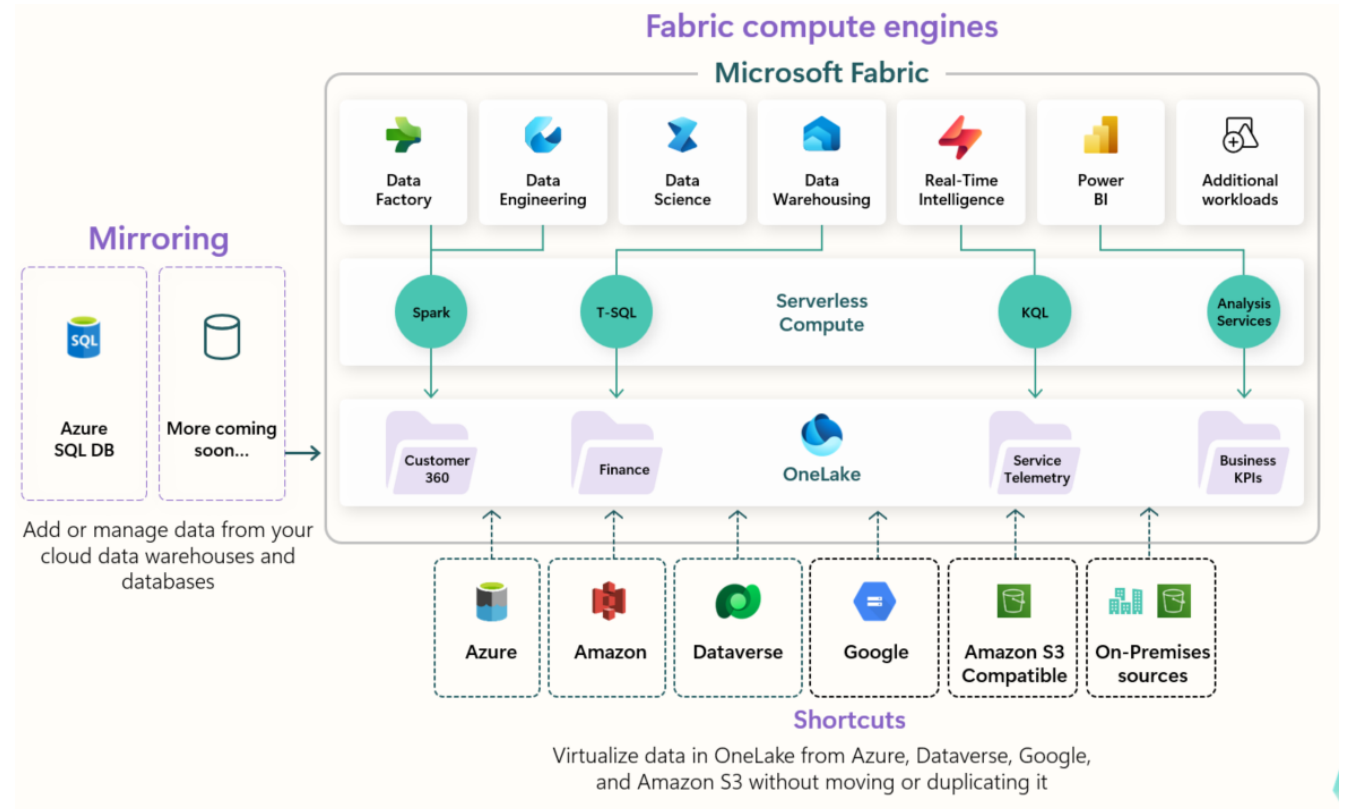 Fabric compute engines
Microsoft Fabric
Data
Factory
Data
Engineering
Data
Science
Data
Warehousing
Real-Time
Intelligence
Power
BI
Additional
workloads
Mirroring
SQL
Azure
SQL DB
More coming
soon...
Add or manage data from your
cloud data warehouses and
databases
Spark
T-SQL
Serverless
Compute
KQL
Analysis
Services
Customer
360
Finance
OneLake
Service
Telemetry
Business
KPIs
Azure
Amazon
Dataverse
Google
Amazon S3
Compatible
On-Premises
sources
Shortcuts
Virtualize data in OneLake from Azure, Dataverse, Google,
and Amazon S3 without moving or duplicating it